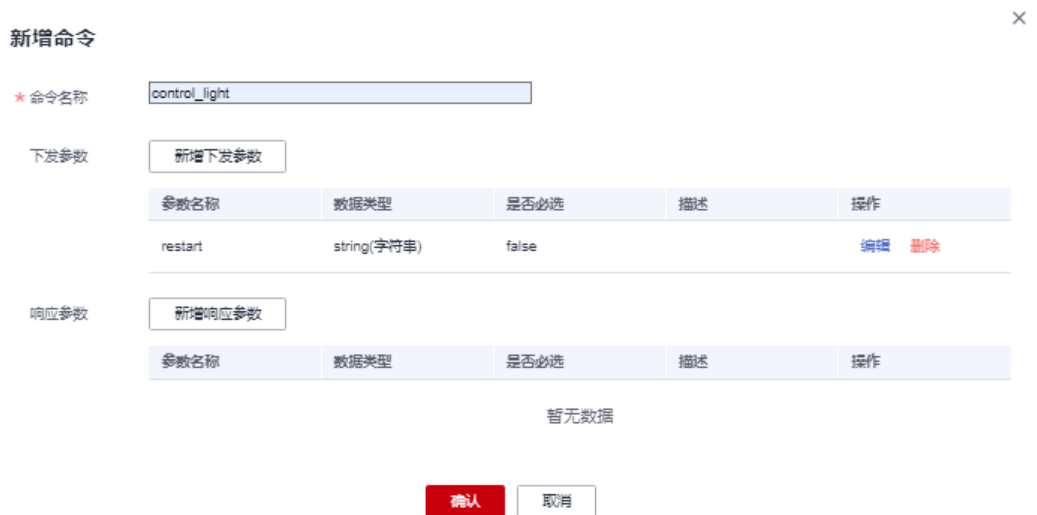 新增命令
* 命令名称 control_light
下发参数 新增下发参数
参数名称 数据类型 是否必选 描述 操作
restart string(字符串) false 编辑 删除
响应参数 新增响应参数
参数名称 数据类型 是否必选 描述 操作
暂无数据
确认 取消